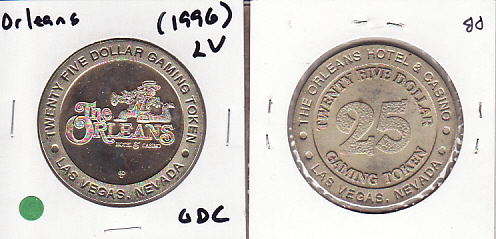 Orleans (1996)
LV
TWENTY FIVE DOLLAR GAMING TOKEN
The
ORLEANS
HOTEL & CASINO
LAS VEGAS, NEVADA
GDC
8d
THE ORLEANS HOTEL & CASINO
TWENTY FIVE DOLLAR
25
GAMING TOKEN
LAS VEGAS, NEVADA